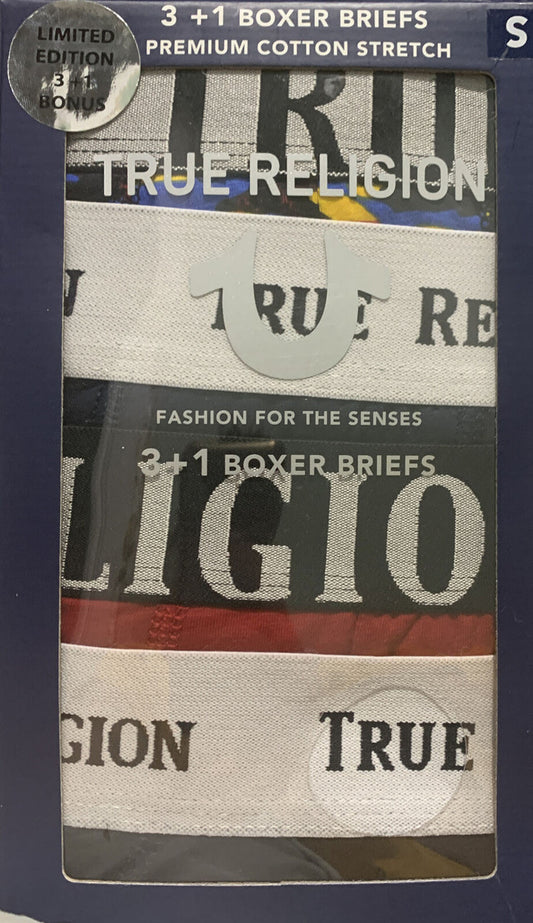 3 +1 BOXER BRIEFS
PREMIUM COTTON STRETCH
S
LIMITED
EDITION
3 +1
BONUS
TRU
TRUE RELIGION
TRUE RE
FASHION FOR THE SENSES
3+1 BOXER BRIEFS
LIGIO
GION TRUE